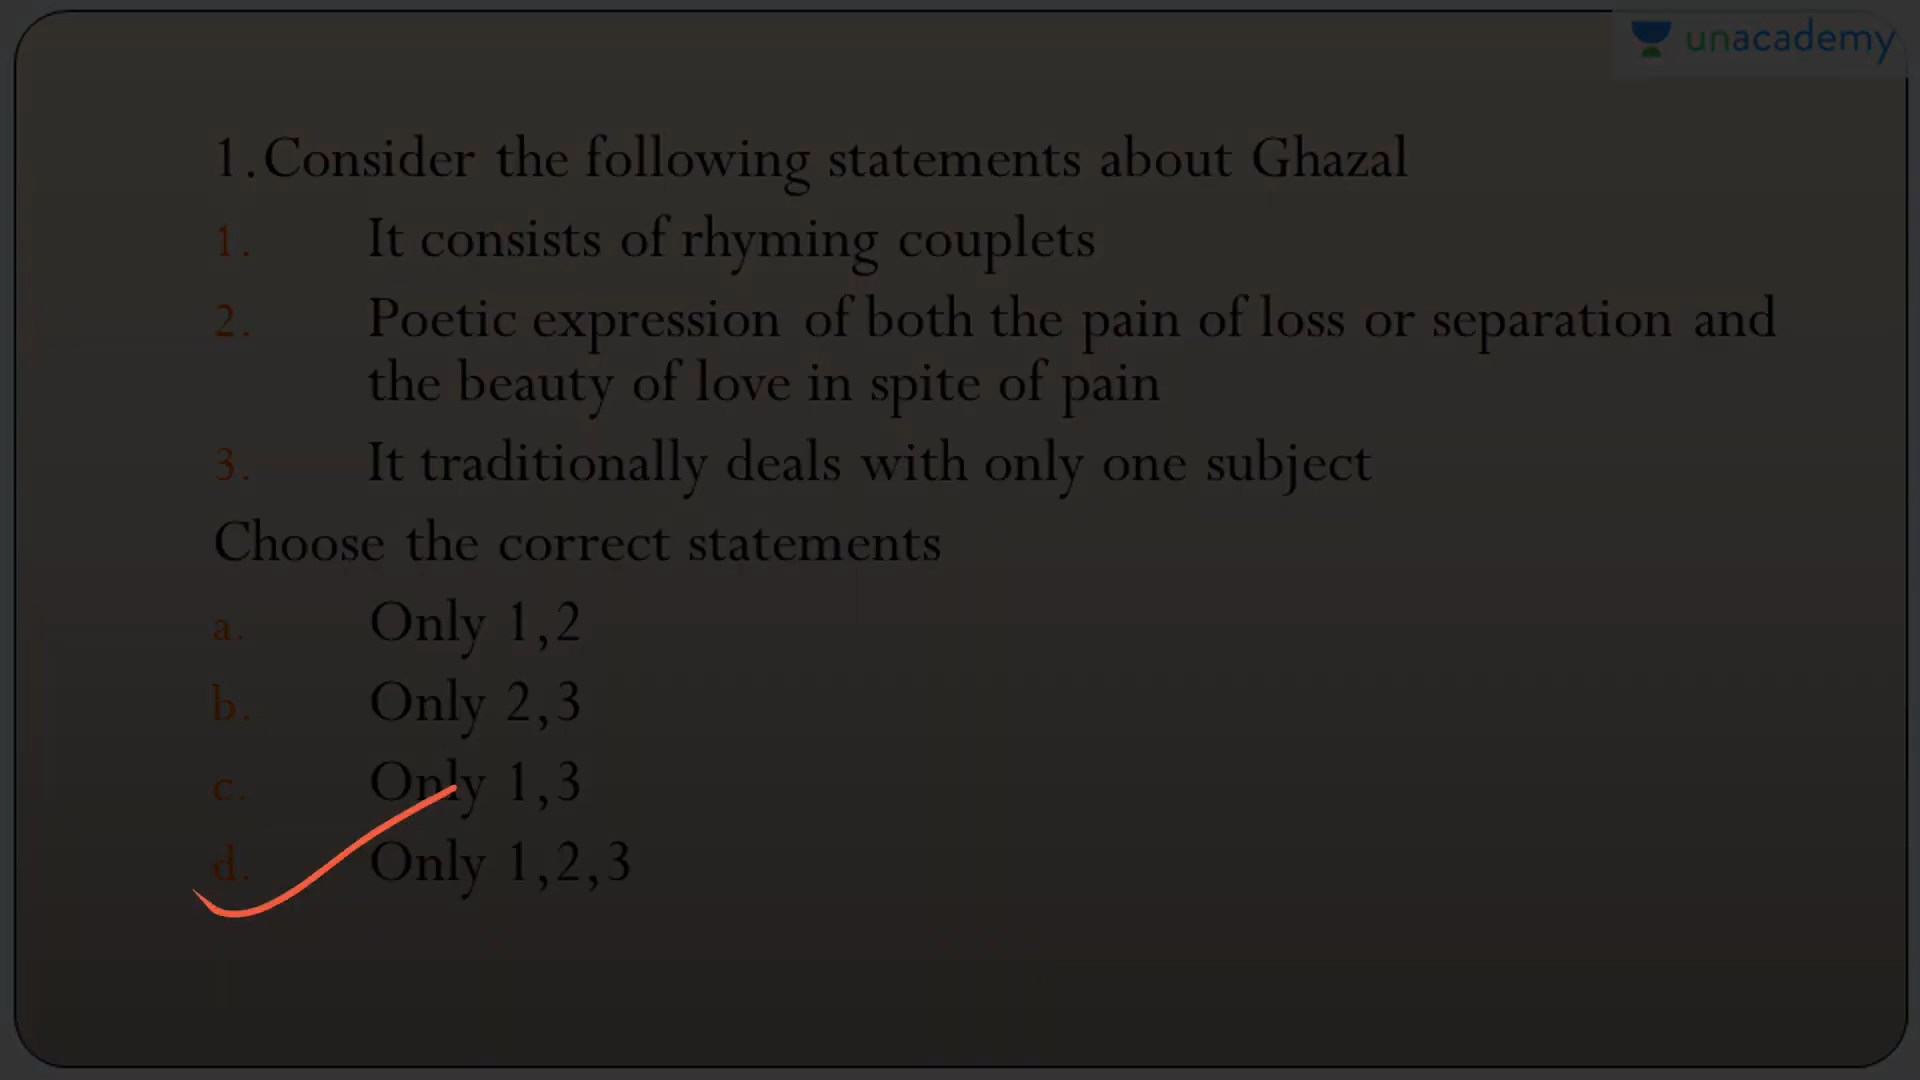 unacademy
1. Consider the following statements about Ghazal
1. It consists of rhyming couplets
2. Poetic expression of both the pain of loss or separation and
the beauty of love in spite of pain
3. It traditionally deals with only one subject
Choose the correct statements
a. Only 1,2
b. Only 2,3
c. Only 1,3
d. Only 1,2,3